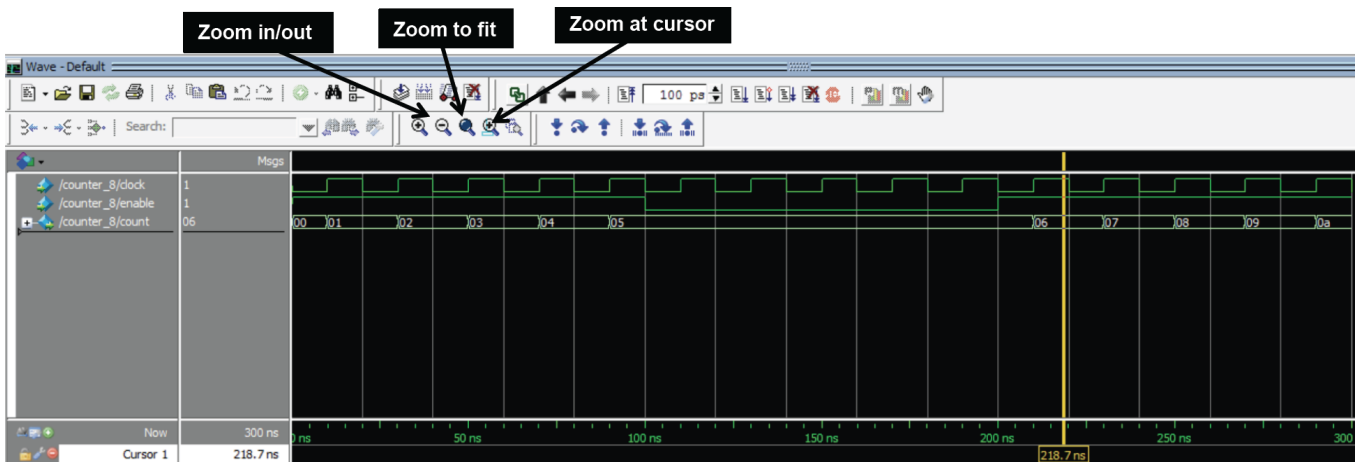 Zoom in/out
Zoom to fit
Zoom at cursor
Wave - Default
100 ps
Search:
Msgs
/counter_8/clock 1
/counter_8/enable 1
/counter_8/count 06 00 01 02 03 04 05 06 07 08 09 0a
Now 300 ns 0 ns 50 ns 100 ns 150 ns 200 ns 250 ns 300
Cursor 1 218.7 ns 218.7 ns